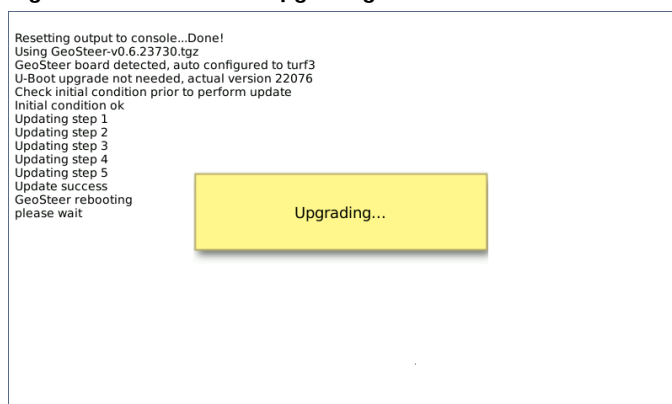 Resetting output to console...Done!
Using GeoSteer-v0.6.23730.tgz
GeoSteer board detected, auto configured to turf3
U-Boot upgrade not needed, actual version 22076
Check initial condition prior to perform update
Initial condition ok
Updating step 1
Updating step 2
Updating step 3
Updating step 4
Updating step 5
Update success
GeoSteer rebooting
please wait
Upgrading...